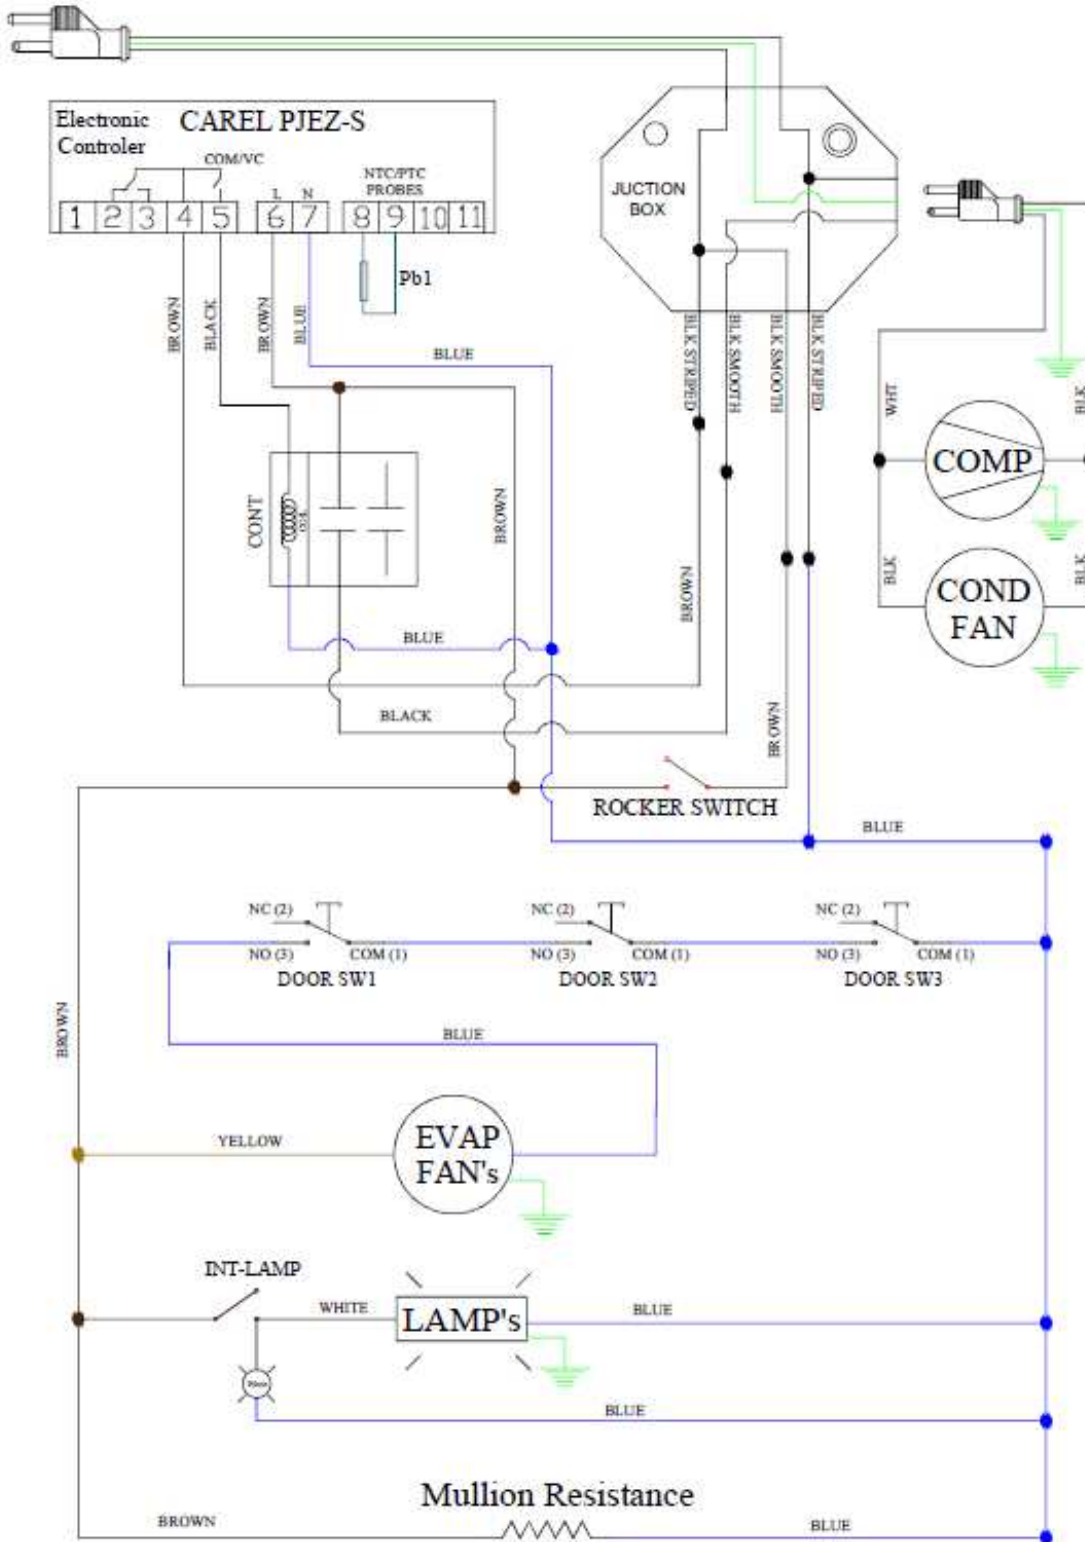 Electronic
Controler
CAREL PJEZ-S
COM/VC
NTC/PTC
PROBES
L
N
1 2 3 4 5 6 7 8 9 10 11
Pb1
JUCTION
BOX
BROWN
BLACK
BROWN
BLUE
BLUE
BLK STRIPED
BLK SMOOTH
BLK SMOOTH
BLK STRIPED
WHT
BLK
COMP
CONT
BROWN
BROWN
BLK
BLK
COND
FAN
BLUE
BLACK
BROWN
ROCKER SWITCH
BLUE
NC (2)
NO (3)
COM (1)
DOOR SW1
NC (2)
NO (3)
COM (1)
DOOR SW2
NC (2)
NO (3)
COM (1)
DOOR SW3
BROWN
BLUE
YELLOW
EVAP
FAN's
INT-LAMP
WHITE
LAMP's
BLUE
BLUE
Mullion Resistance
BROWN
BLUE